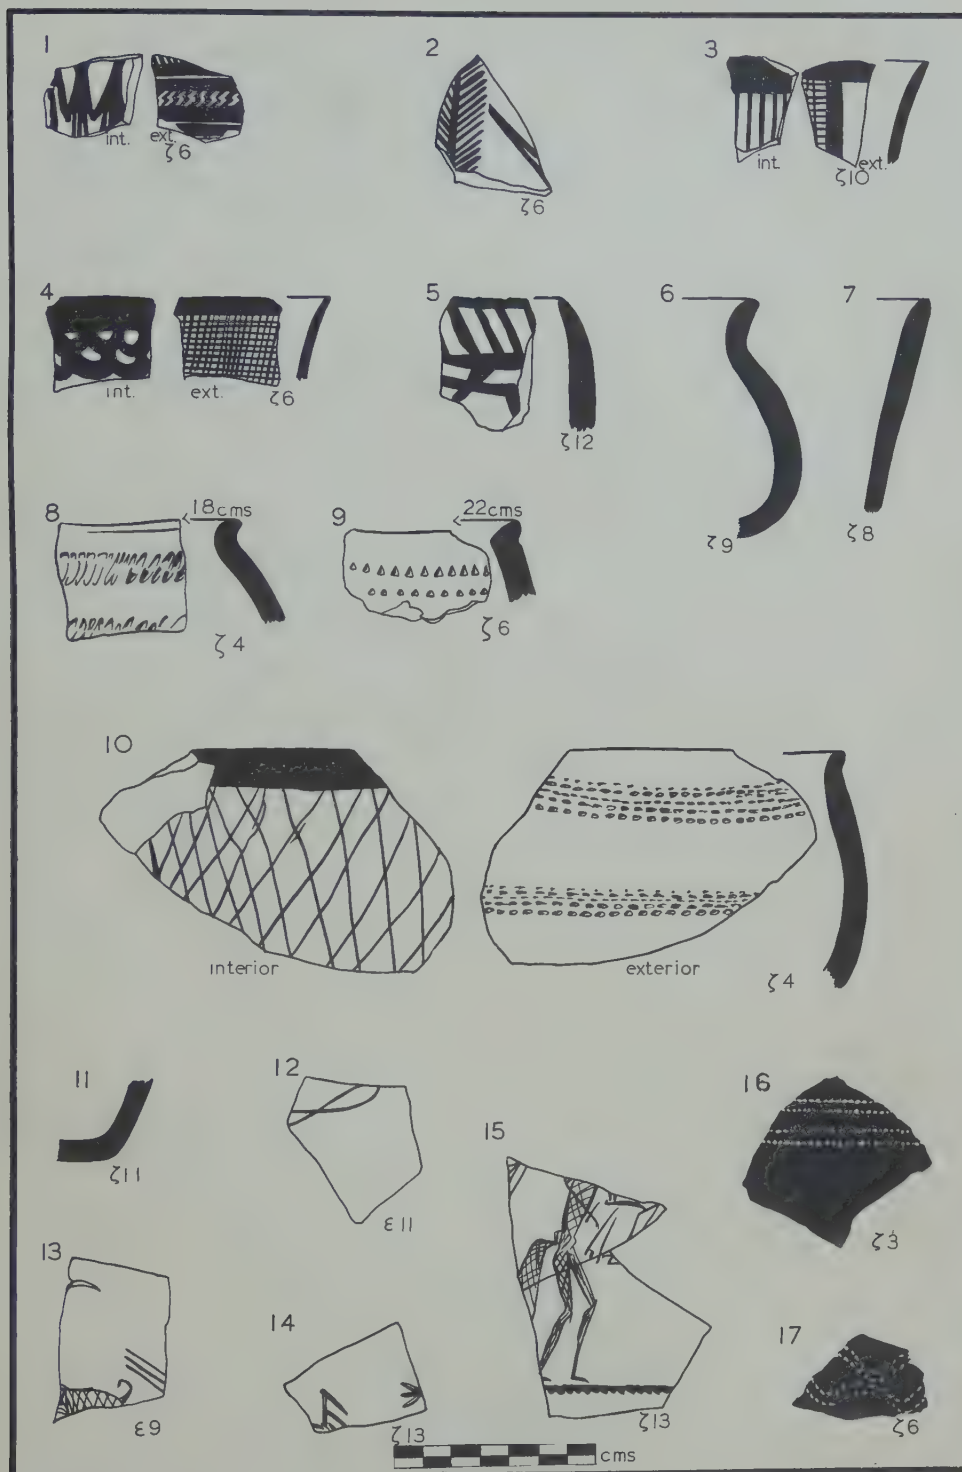 1
int.
ext.
ζ6
2
ζ6
3
int.
ext.
ζ10
4
int.
ext.
ζ6
5
ζ12
6
ζ9
7
ζ8
8
18cms
ζ4
9
22cms
ζ6
10
interior
exterior
ζ4
11
ζ11
12
ε11
13
ε9
14
ζ13
15
ζ13
16
ζ3
17
ζ6
cms